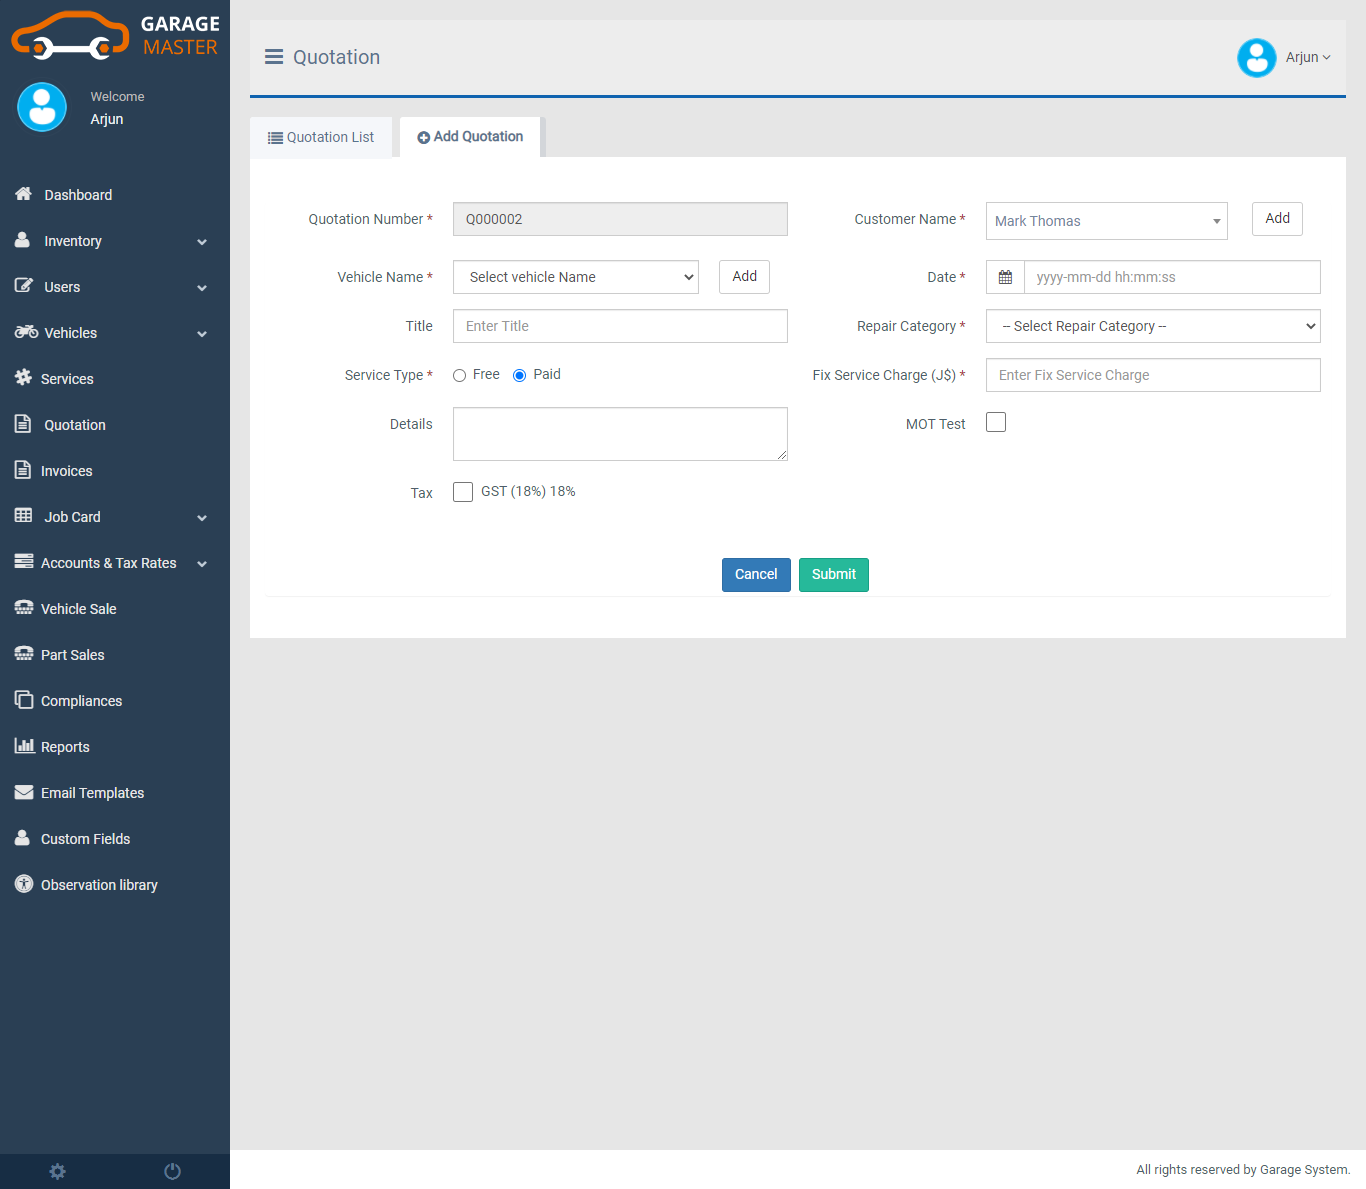 GARAGE
MASTER
Welcome
Arjun
Dashboard
Inventory
Users
Vehicles
Services
Quotation
Invoices
Job Card
Accounts & Tax Rates
Vehicle Sale
Part Sales
Compliances
Reports
Email Templates
Custom Fields
Observation library
Quotation
Arjun
Quotation List
Add Quotation
Quotation Number * Q000002
Customer Name * Mark Thomas Add
Vehicle Name * Select vehicle Name Add
Date * yyyy-mm-dd hh:mm:ss
Title Enter Title
Repair Category * -- Select Repair Category --
Service Type * Free Paid
Fix Service Charge (J$) * Enter Fix Service Charge
Details
MOT Test
Tax GST (18%) 18%
Cancel Submit
All rights reserved by Garage System.